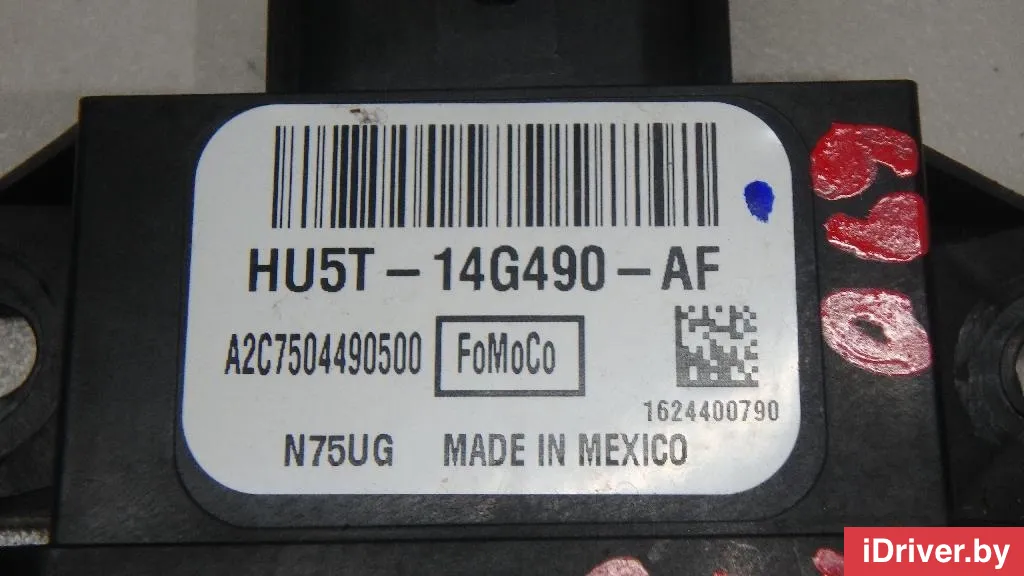 HU5T-14G490-AF
A2C7504490500 FoMoCo
1624400790
N75UG MADE IN MEXICO
iDriver.by